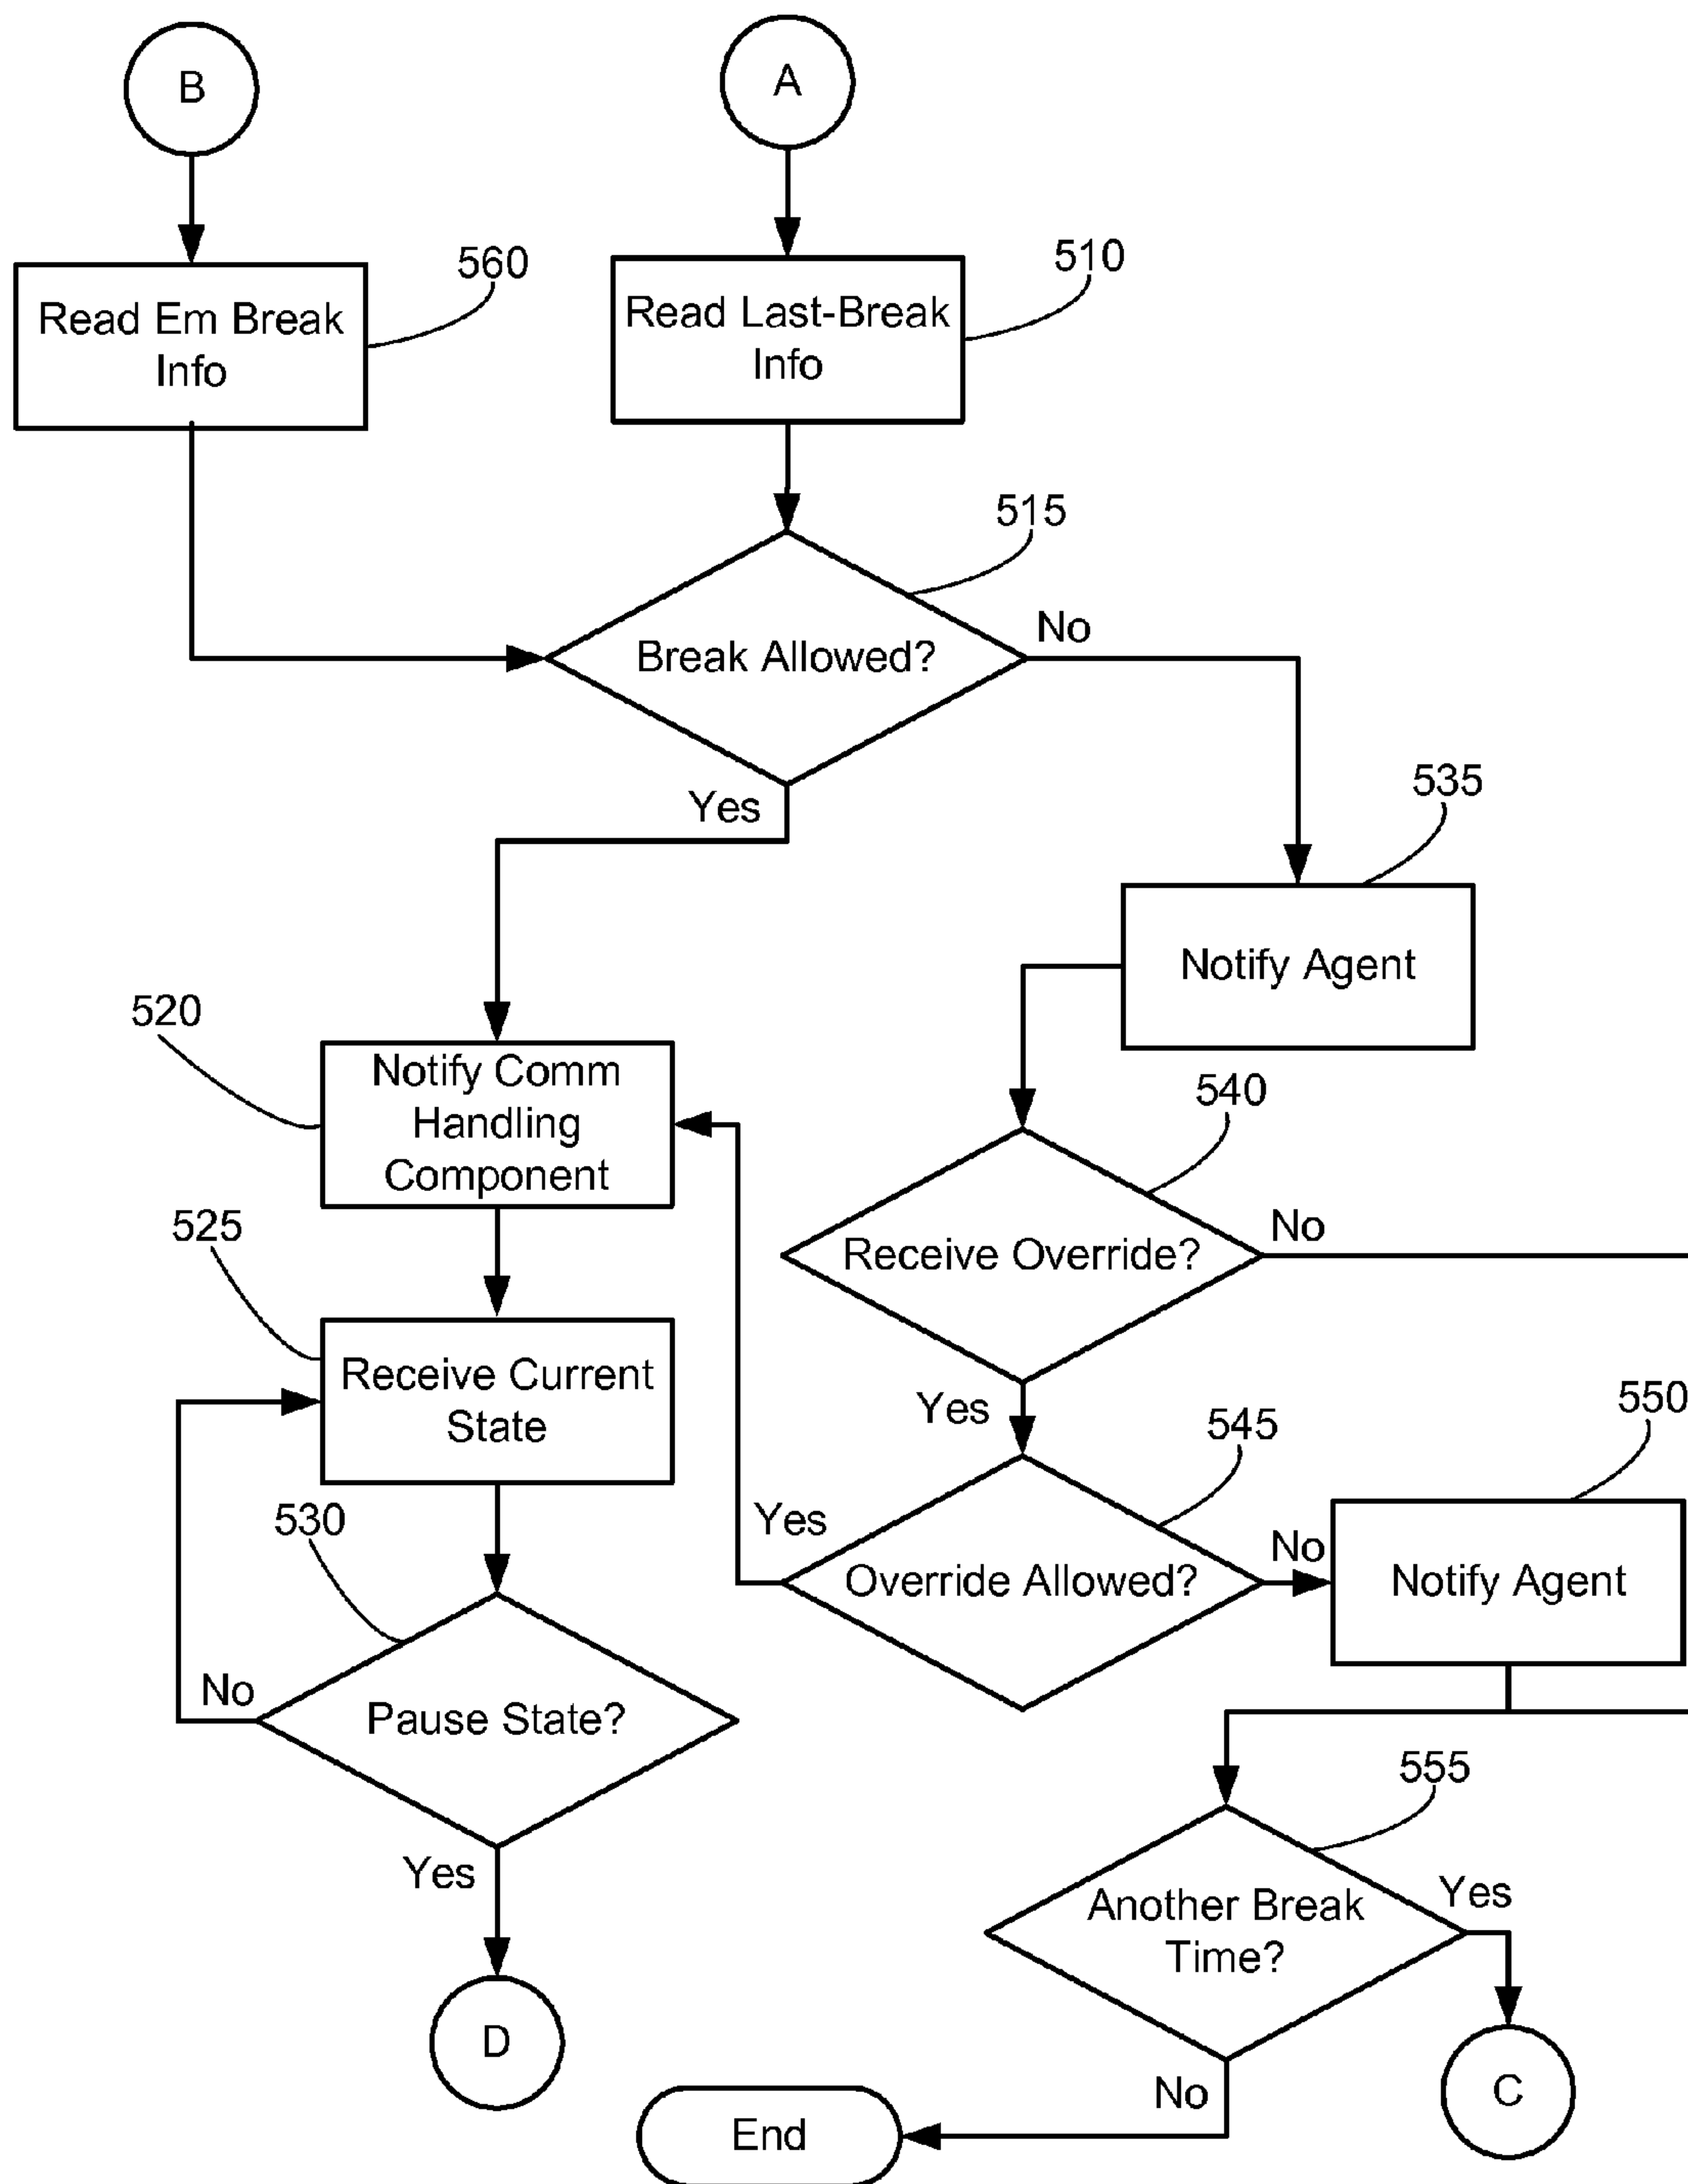 B
A
560
510
Read Em Break
Info
Read Last-Break
Info
515
Break Allowed?
No
Yes
535
Notify Agent
520
Notify Comm
Handling
Component
540
525
Receive Override?
No
Receive Current
State
Yes
545
550
530
Yes
Override Allowed?
No
Notify Agent
No
Pause State?
555
Yes
Another Break
Time?
Yes
D
C
No
End